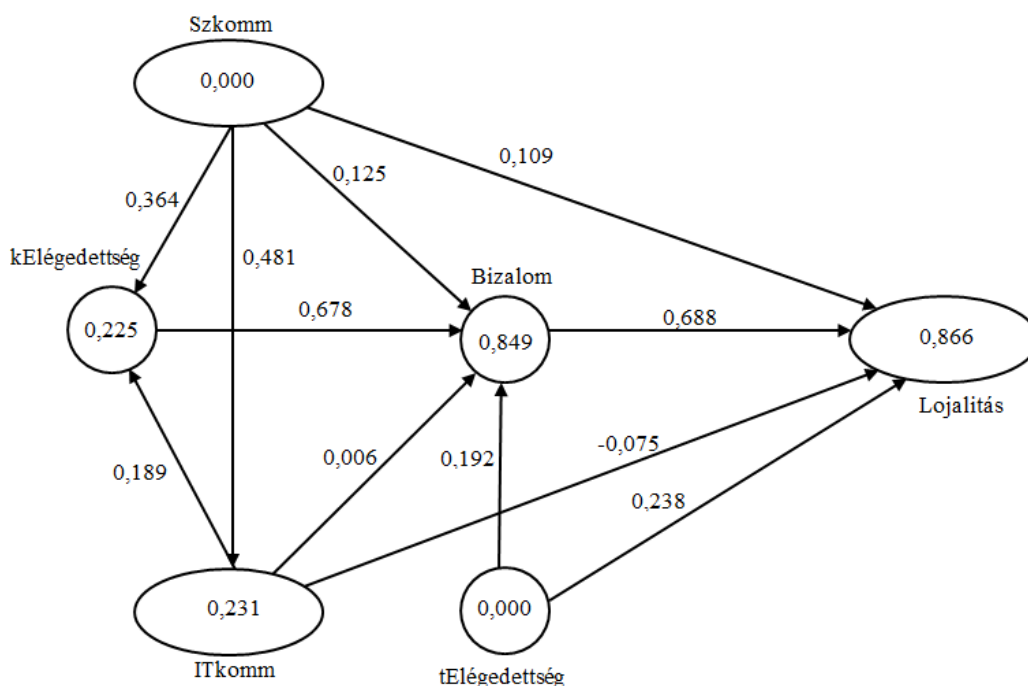 Szkomm
0,000
0,109
0,125
0,364
kElégedettség
0,481
Bizalom
0,225
0,678
0,849
0,688
0,866
Lojalitás
0,189
0,006
0,192
-0,075
0,238
0,231
0,000
ITkomm
tElégedettség